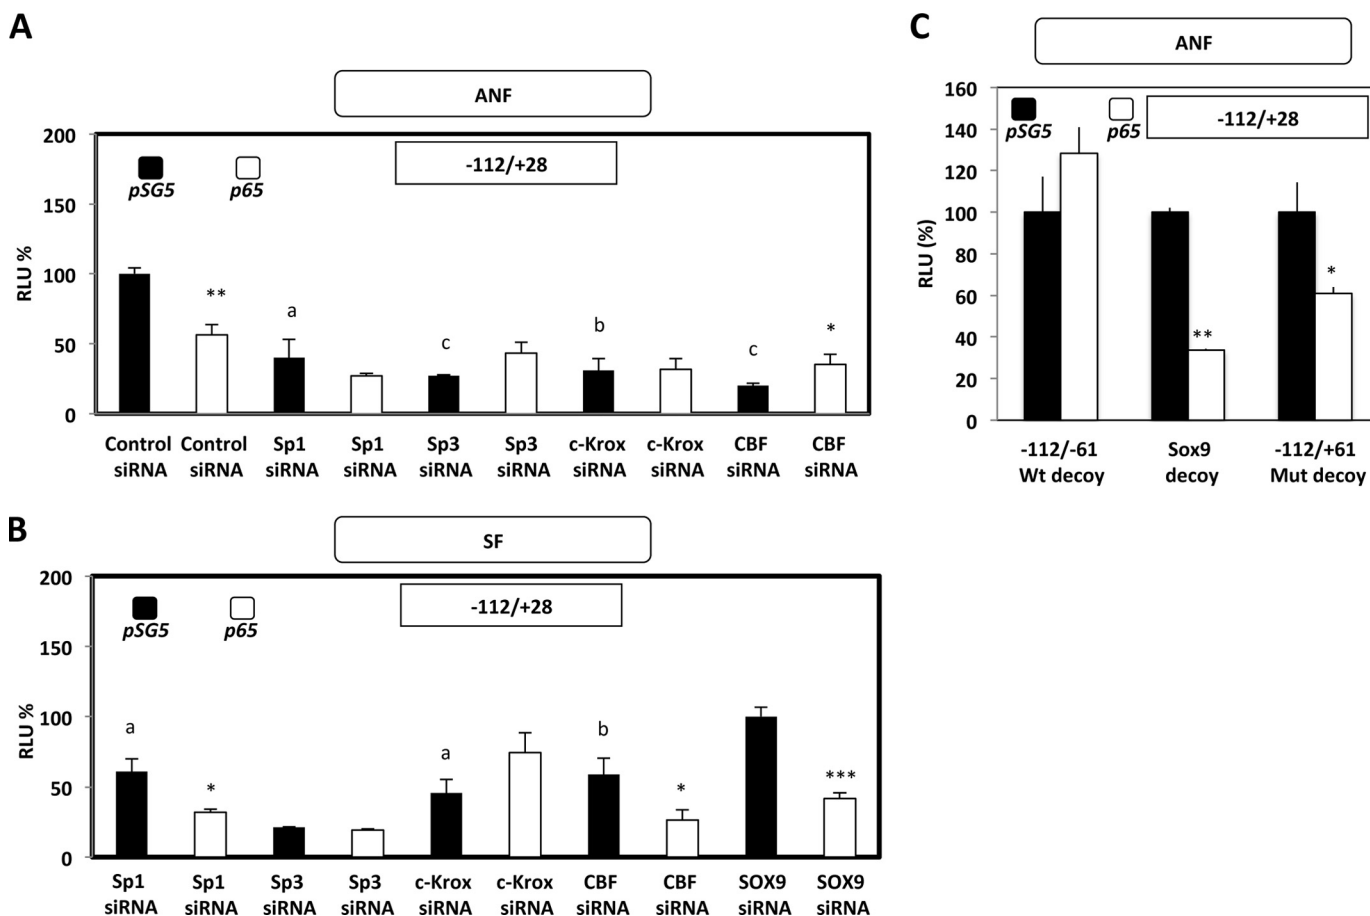 A
ANF
200
150
100
50
0
RLU %
pSG5
p65
-112/+28
**
a
c
b
c
*
Control siRNA
Control siRNA
Sp1 siRNA
Sp1 siRNA
Sp3 siRNA
Sp3 siRNA
c-Krox siRNA
c-Krox siRNA
CBF siRNA
CBF siRNA
B
SF
200
150
100
50
0
RLU %
pSG5
p65
-112/+28
a
*
a
b
*
***
Sp1 siRNA
Sp1 siRNA
Sp3 siRNA
Sp3 siRNA
c-Krox siRNA
c-Krox siRNA
CBF siRNA
CBF siRNA
SOX9 siRNA
SOX9 siRNA
C
ANF
160
140
120
100
80
60
40
20
0
RLU (%)
pSG5
p65
-112/+28
**
*
-112/-61
Wt decoy
Sox9
decoy
-112/+61
Mut decoy